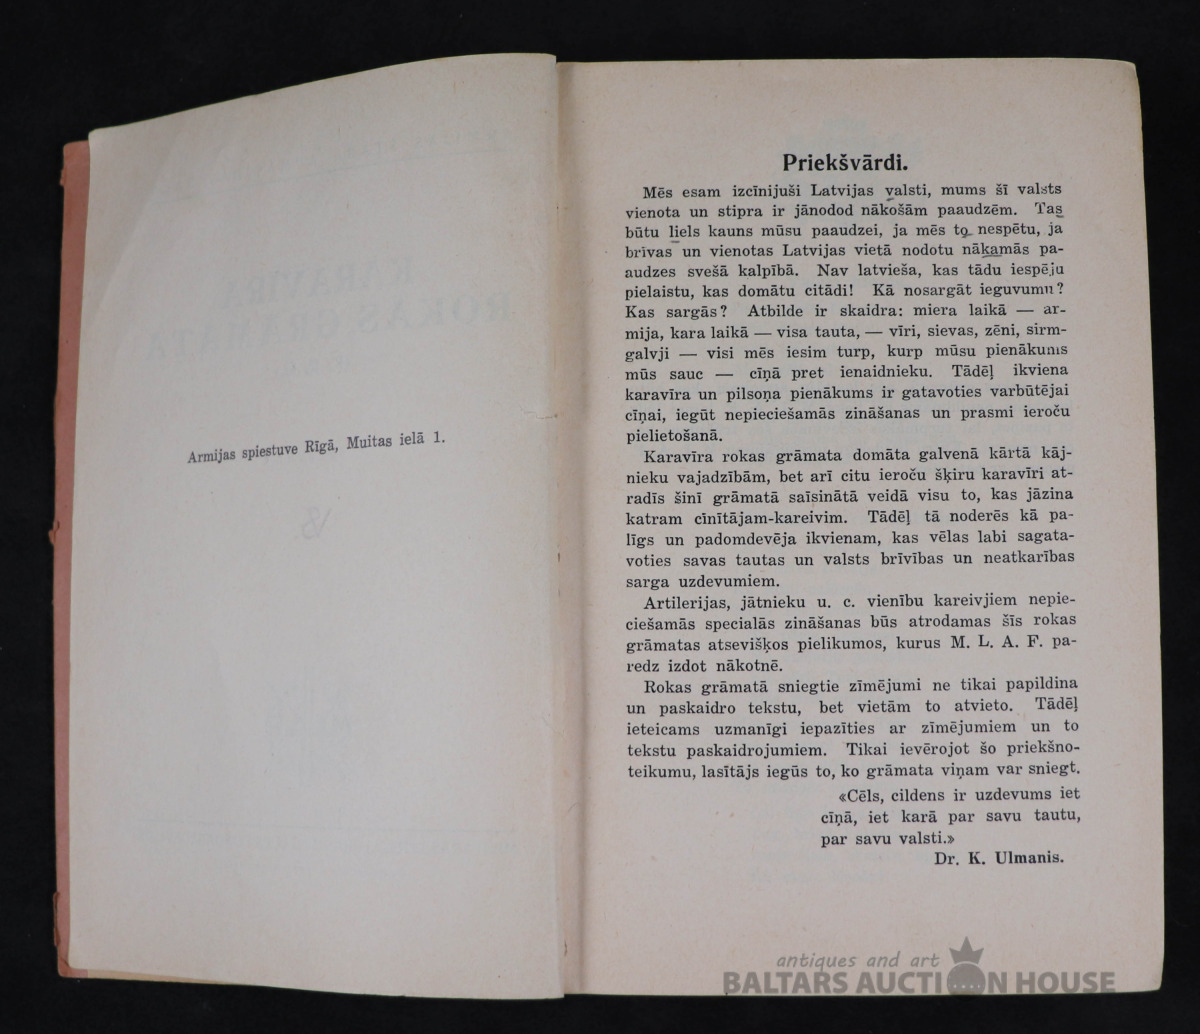 Armijas spiestuve Rīgā, Muitas ielā 1.
Priekšvārdi.
Mēs esam izcīnijuši Latvijas valsti, mums šī valsts
vienota un stipra ir jānodod nākošām paaudzēm. Tas
būtu liels kauns mūsu paaudzei, ja mēs to nespētu, ja
brīvas un vienotas Latvijas vietā nodotu nākamās pa-
audzes svešā kalpībā. Nav latvieša, kas tādu iespēju
pielaistu, kas domātu citādi! Kā nosargāt ieguvumu?
Kas sargās? Atbilde ir skaidra: miera laikā — ar-
mija, kara laikā — visa tauta, — vīri, sievas, zēni, sirm-
galvji — visi mēs iesim turp, kurp mūsu pienākums
mūs sauc — cīņā pret ienaidnieku. Tādēļ ikviena
karavīra un pilsoņa pienākums ir gatavoties varbūtējai
cīņai, iegūt nepieciešamās zināšanas un prasmi ieroču
pielietošanā.
Karavīra rokas grāmata domāta galvenā kārtā kāj-
nieku vajadzībām, bet arī citu ieroču šķiru karavīri at-
radīs šinī grāmatā saīsinātā veidā visu to, kas jāzina
katram cīnītājam-kareivim. Tādēļ tā noderēs kā pa-
līgs un padomdevēja ikvienam, kas vēlas labi sagata-
voties savas tautas un valsts brīvības un neatkarības
sarga uzdevumiem.
Artilerijas, jātnieku u. c. vienību kareivjiem nepie-
ciešamās specialās zināšanas būs atrodamas šīs rokas
grāmatas atsevišķos pielikumos, kurus M. L. A. F. pa-
redz izdot nākotnē.
Rokas grāmatā sniegtie zīmējumi ne tikai papildina
un paskaidro tekstu, bet vietām to atvieto. Tādēļ
ieteicams uzmanīgi iepazīties ar zīmējumiem un to
tekstu paskaidrojumiem. Tikai ievērojot šo priekšno-
teikumu, lasītājs iegūs to, ko grāmata viņam var sniegt.
«Cēls, cildens ir uzdevums iet
cīņā, iet karā par savu tautu,
par savu valsti.»
Dr. K. Ulmanis.
antiques and art
BALTARS AUCTION HOUSE